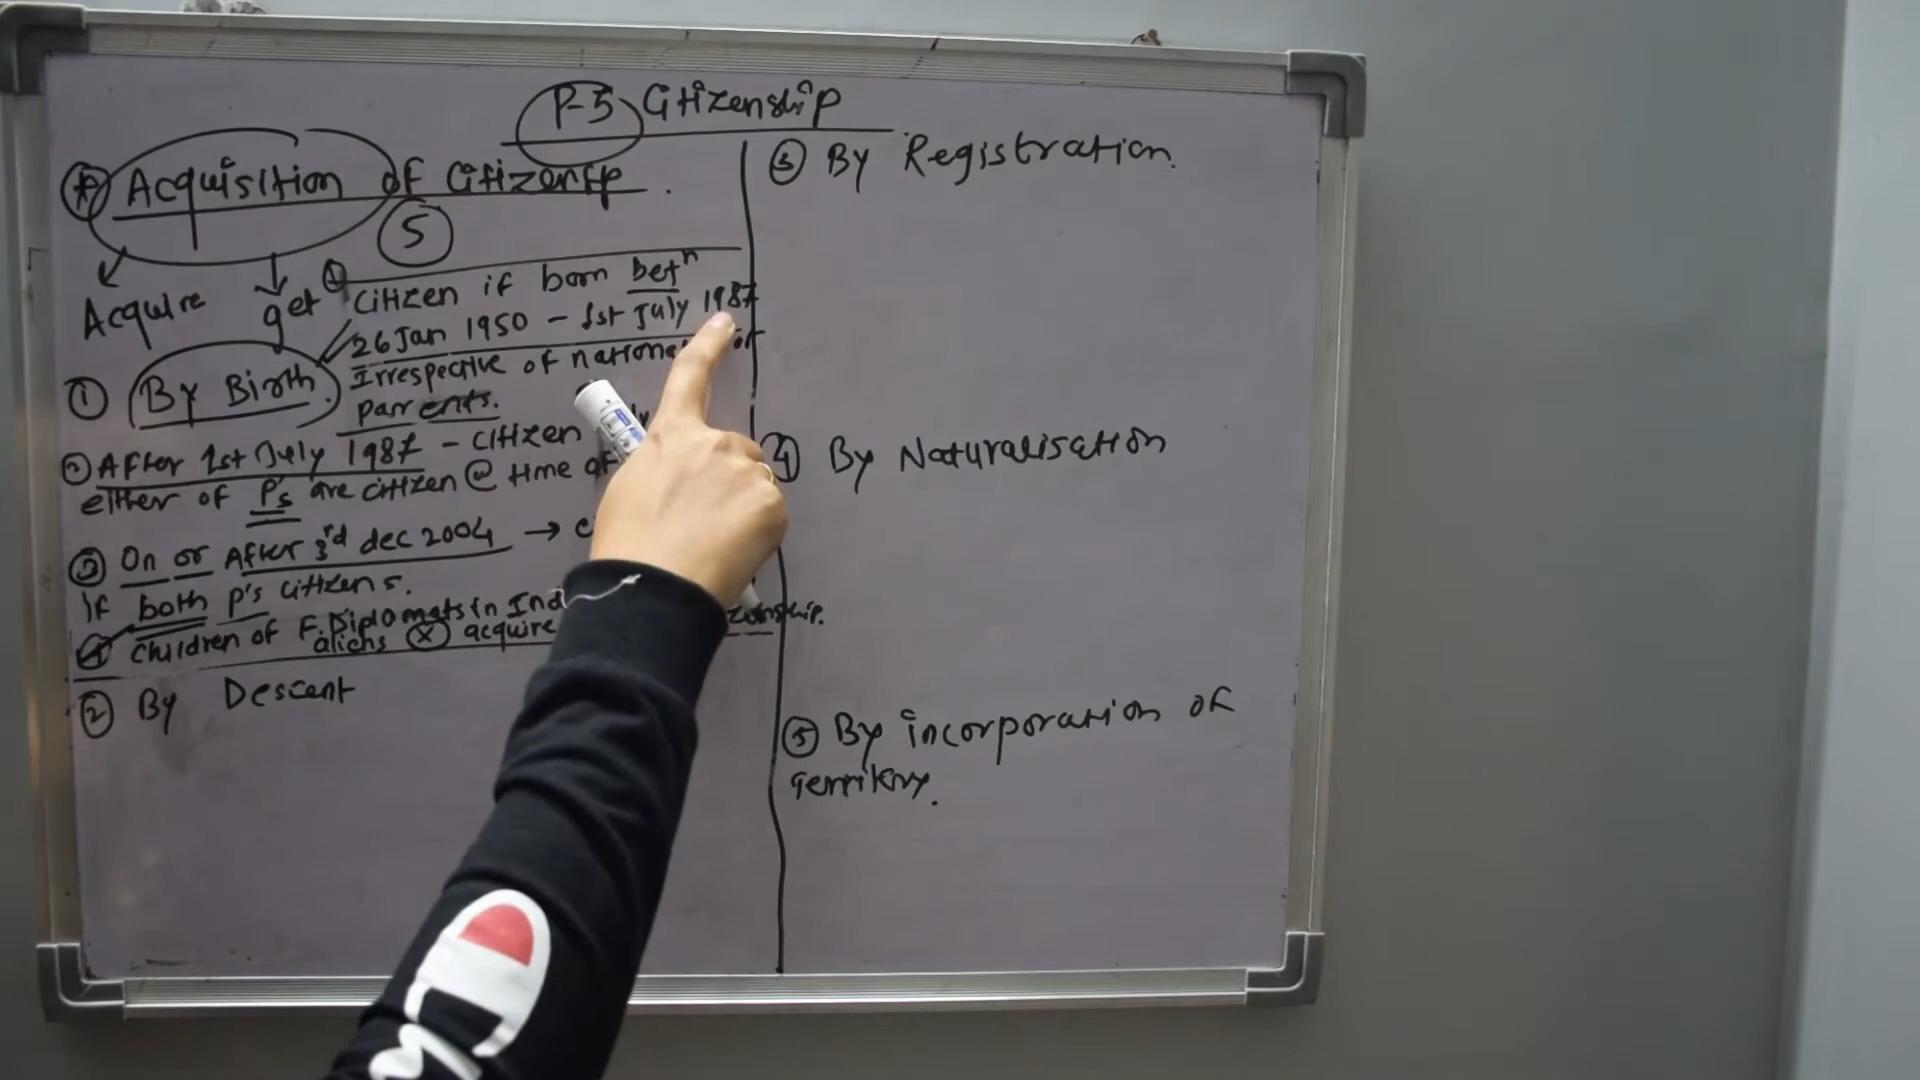 P-5 Citizenship
Acquisition of Citizenship.
5
Acquire get
① Citizen if born betⁿ
26 Jan 1950 - 1st July 1987
Irrespective of of
parents.
① By Birth.
② After 1st July 1987 - citizen
either of P's are citizen @ time of
③ On or After 3rd dec 2004 →
If both p's citizens.
④ Children of F. Diplomats in
aliens ⓧ acquire
② By Descent
③ By Registration.
④ By Naturalisation
⑤ By incorporation of
Territory.